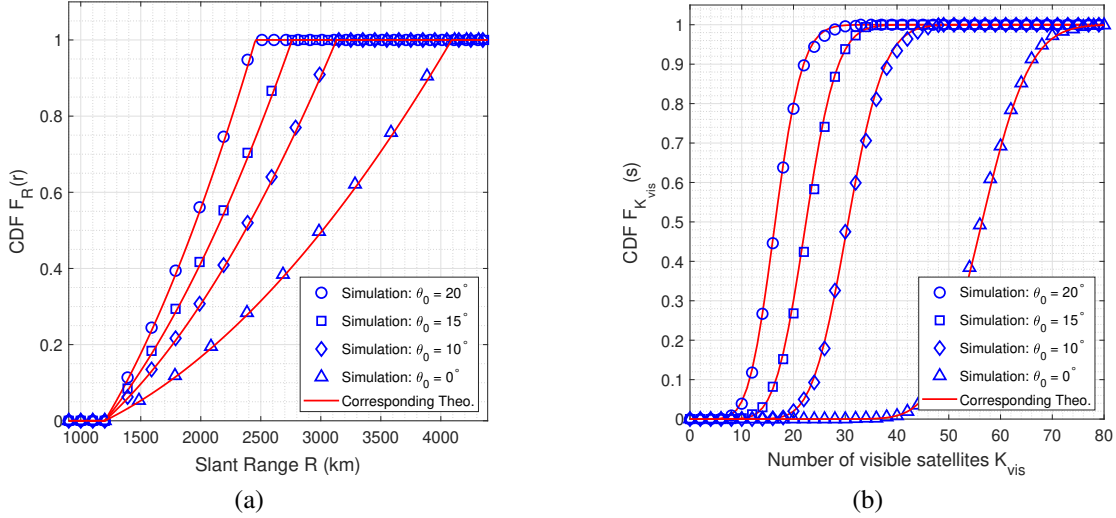 CDF F_R(r)
1
0.8
0.6
0.4
0.2
0
1000 1500 2000 2500 3000 3500 4000
Slant Range R (km)
Simulation: θ_0 = 20°
Simulation: θ_0 = 15°
Simulation: θ_0 = 10°
Simulation: θ_0 = 0°
Corresponding Theo.
(a)
CDF F_{K_vis}(s)
1
0.9
0.8
0.7
0.6
0.5
0.4
0.3
0.2
0.1
0
0 10 20 30 40 50 60 70 80
Number of visible satellites K_vis
Simulation: θ_0 = 20°
Simulation: θ_0 = 15°
Simulation: θ_0 = 10°
Simulation: θ_0 = 0°
Corresponding Theo.
(b)